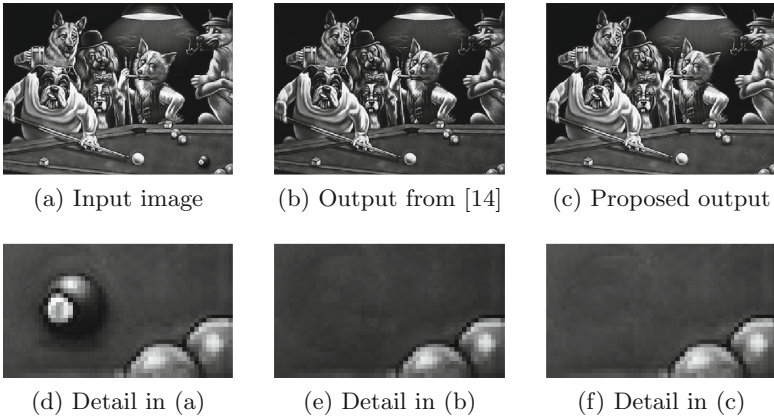 (a) Input image
(b) Output from [14]
(c) Proposed output
(d) Detail in (a)
(e) Detail in (b)
(f) Detail in (c)